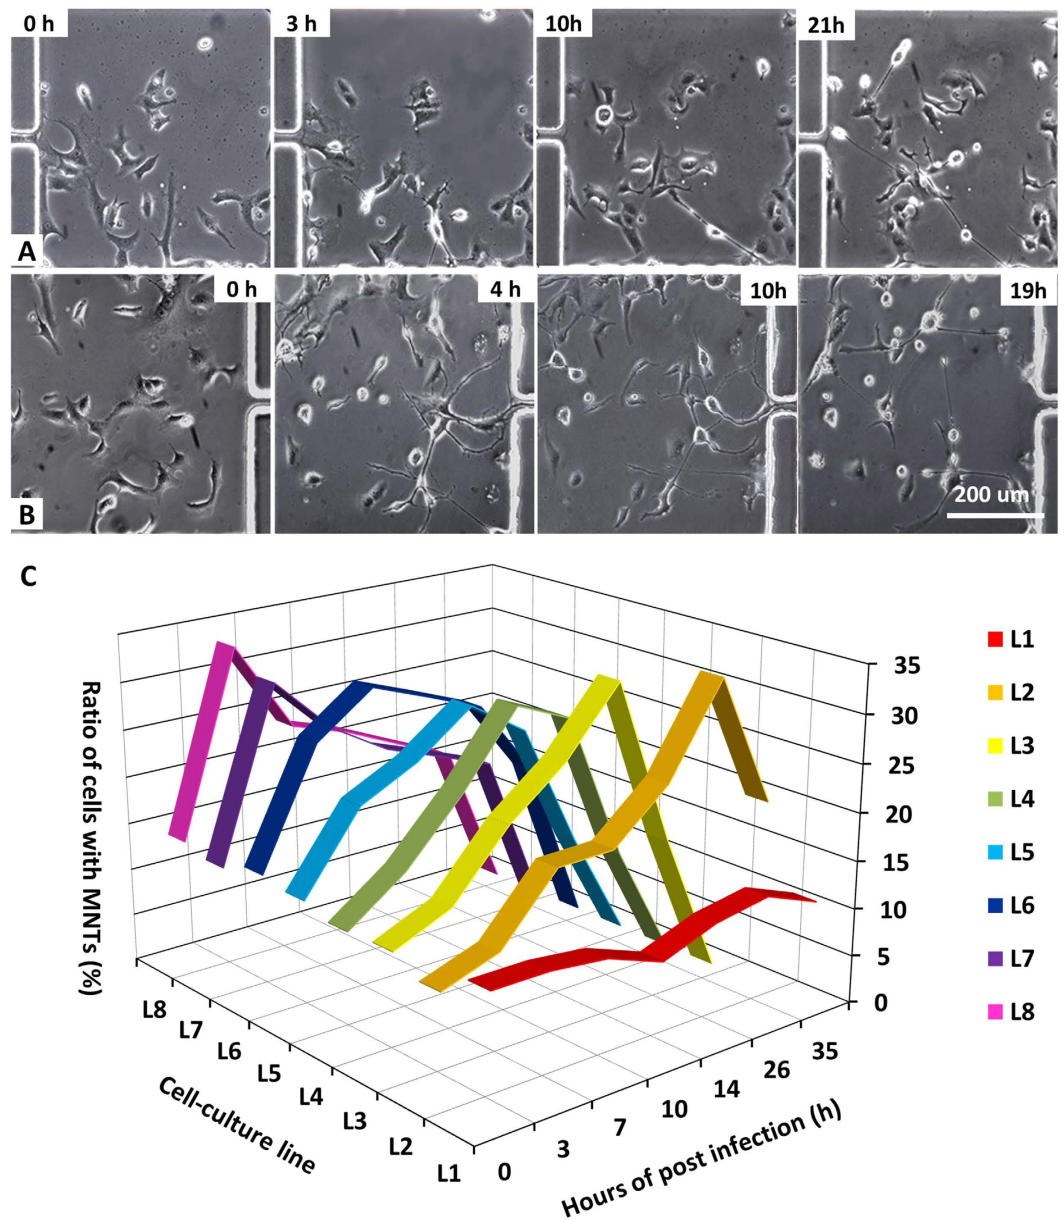 0 h
3 h
10h
21h
A
0 h
4 h
10h
19h
B
200 um
C
Ratio of cells with MNTs (%)
35
30
25
20
15
10
5
0
L8
L7
L6
L5
L4
L3
L2
L1
Cell-culture line
0
3
7
10
14
26
35
Hours of post infection (h)
L1
L2
L3
L4
L5
L6
L7
L8